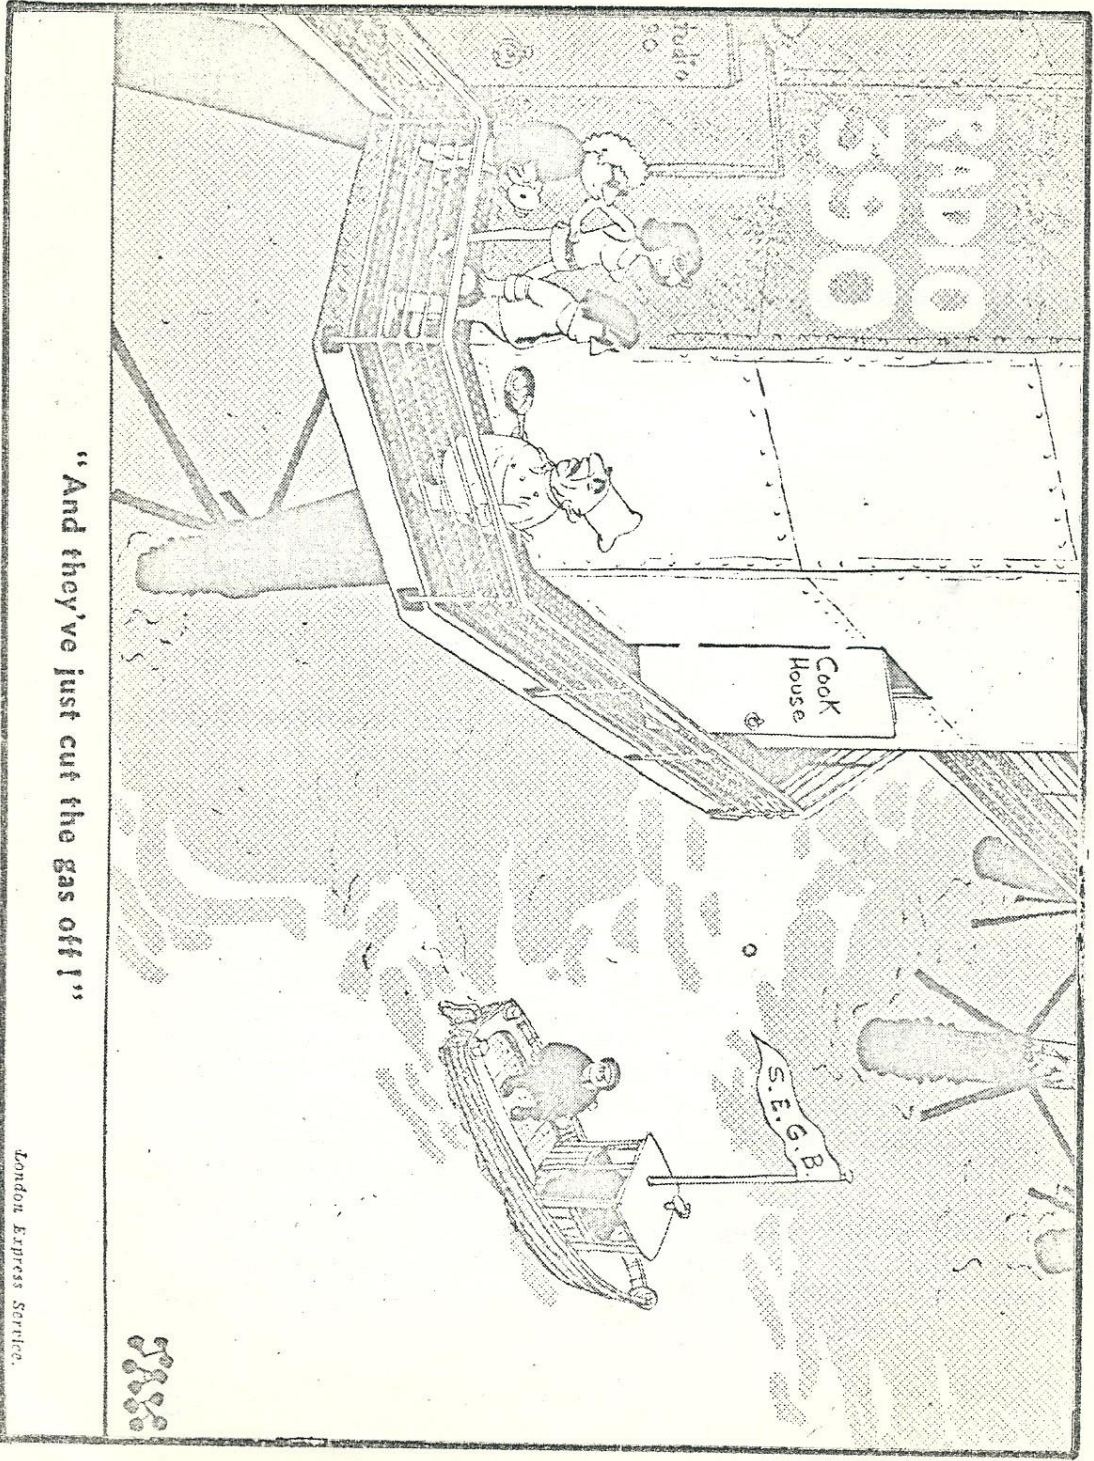 RADIO
390
Cook
House
S.E.G.B.
"And they've just cut the gas off!"
London Express Service.